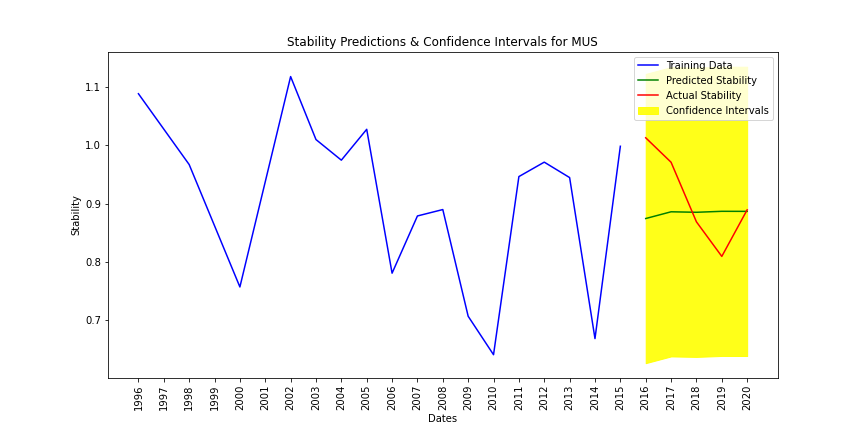 Stability Predictions & Confidence Intervals for MUS
Training Data
Predicted Stability
Actual Stability
Confidence Intervals
Stability
1.1
1.0
0.9
0.8
0.7
1996 1997 1998 1999 2000 2001 2002 2003 2004 2005 2006 2007 2008 2009 2010 2011 2012 2013 2014 2015 2016 2017 2018 2019 2020
Dates